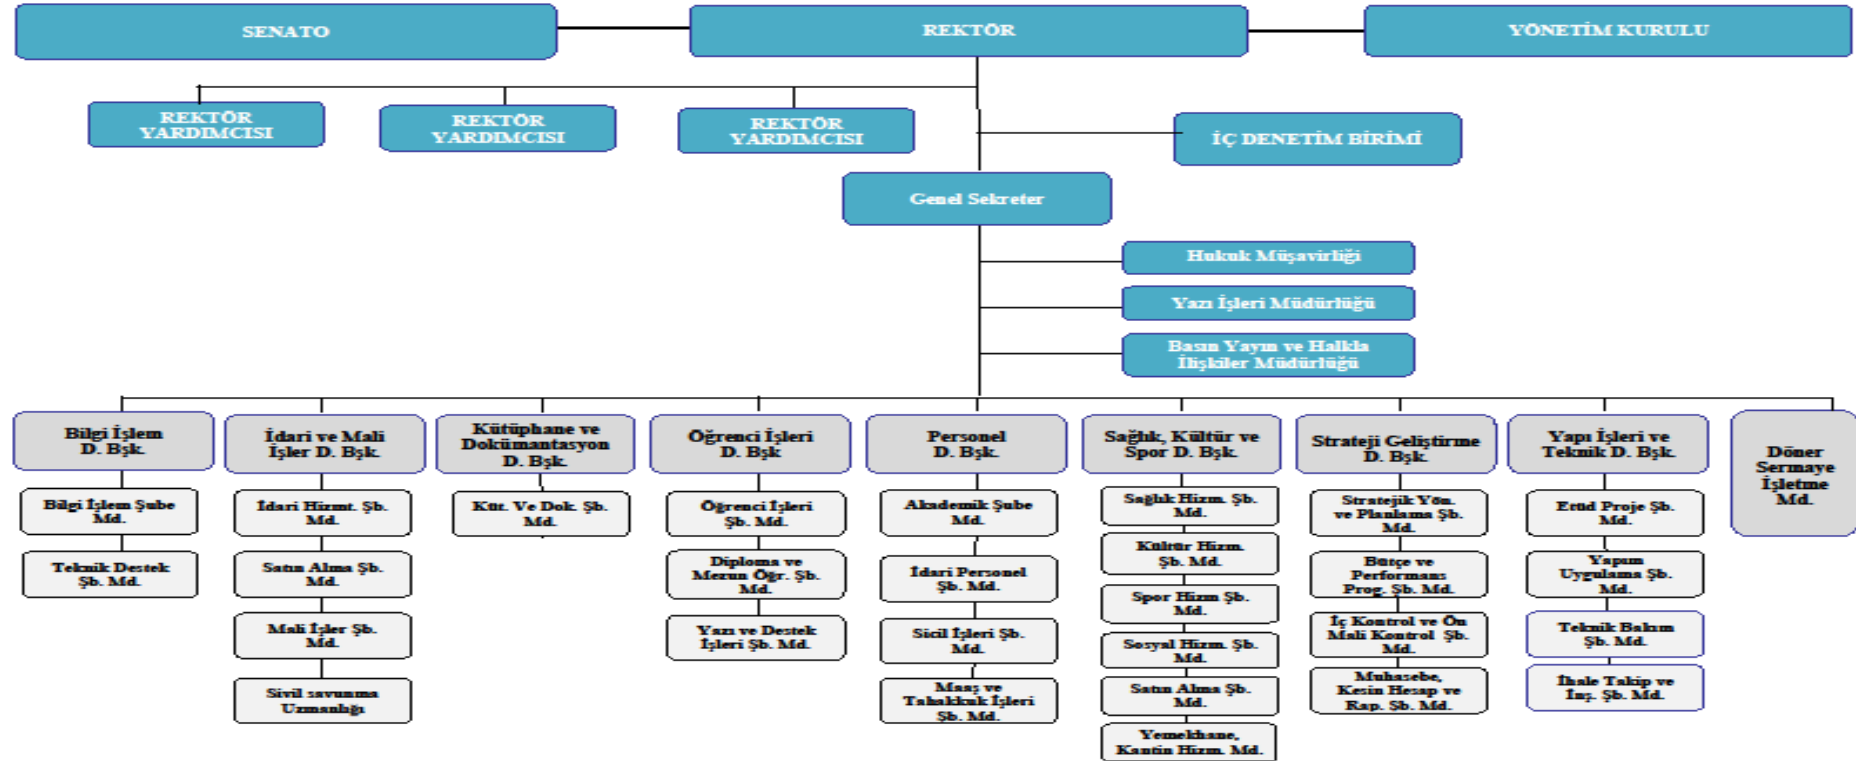 SENATO
REKTÖR
YÖNETİM KURULU
REKTÖR
YARDIMCISI
REKTÖR
YARDIMCISI
REKTÖR
YARDIMCISI
İÇ DENETİM BİRİMİ
Genel Sekreter
Hukuk Müşavirliği
Yazı İşleri Müdürlüğü
Basın Yayın ve Halkla
İlişkiler Müdürlüğü
Bilgi İşlem
D. Bşk.
Bilgi İşlem Şube
Md.
Teknik Destek
Şb. Md.
İdari ve Mali
İşler D. Bşk.
İdari Hizmt. Şb.
Md.
Satın Alma Şb.
Md.
Mali İşler Şb.
Md.
Sivil savunma
Uzmanlığı
Kütüphane ve
Dokümantasyon
D. Bşk.
Küt. Ve Dok. Şb.
Md.
Öğrenci İşleri
D. Bşk
Öğrenci İşleri
Şb. Md.
Diploma ve
Mezun Öğr. Şb.
Md.
Yazı ve Destek
İşleri Şb. Md.
Personel
D. Bşk.
Akademik Şube
Md.
İdari Personel
Şb. Md.
Sicil İşleri Şb.
Md.
Maaş ve
Tahakkuk İşleri
Şb. Md.
Sağlık, Kültür ve
Spor D. Bşk.
Sağlık Hizm. Şb.
Md.
Kültür Hizm.
Şb. Md.
Spor Hizm Şb.
Md.
Sosyal Hizm. Şb.
Md.
Satın Alma Şb.
Md.
Yemekhane,
Kantin Hizm. Md.
Strateji Geliştirme
D. Bşk.
Stratejik Yön.
ve Planlama Şb.
Md.
Bütçe ve
Performans
Prog. Şb. Md.
İç Kontrol ve Ön
Mali Kontrol Şb.
Md.
Muhasebe,
Kesin Hesap ve
Rap. Şb. Md.
Yapı İşleri ve
Teknik D. Bşk.
Etüd Proje Şb.
Md.
Yapım
Uygulama Şb.
Md.
Teknik Bakım
Şb. Md.
İhale Takip ve
İnş. Şb. Md.
Döner
Sermaye
İşletme
Md.